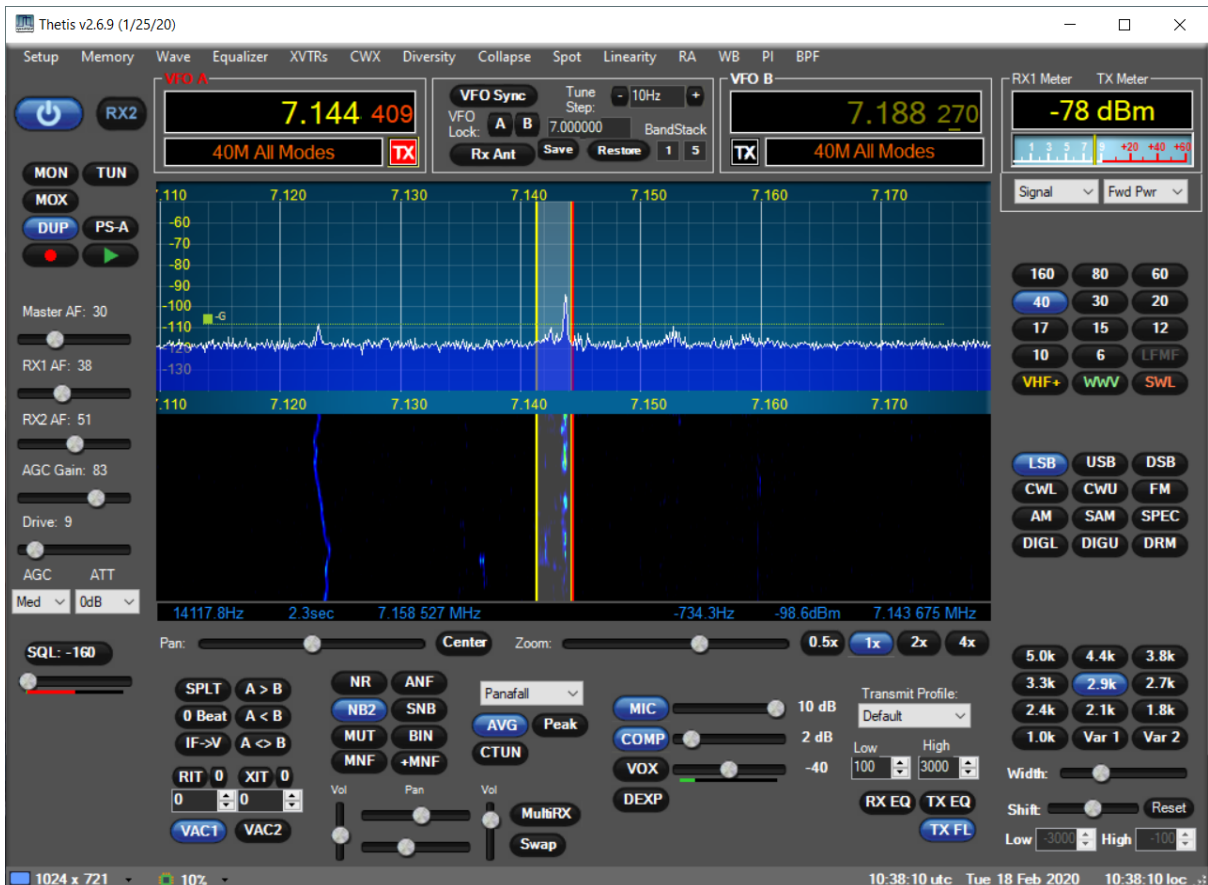 Thetis v2.6.9 (1/25/20)
Setup Memory Wave Equalizer XVTRs CWX Diversity Collapse Spot Linearity RA WB PI BPF
VFO A
7.144 409
40M All Modes TX
VFO Sync Tune Step: - 10Hz +
VFO Lock: A B 7.000000 BandStack
Rx Ant Save Restore 1 5
VFO B
7.188 270
TX 40M All Modes
RX1 Meter TX Meter
-78 dBm
1 3 5 7 9 +20 +40 +60
Signal Fwd Pwr
RX2
MON TUN
MOX
DUP PS-A
Master AF: 30
RX1 AF: 38
RX2 AF: 51
AGC Gain: 83
Drive: 9
AGC ATT
Med 0dB
SQL: -160
7.110 7.120 7.130 7.140 7.150 7.160 7.170
-60
-70
-80
-90
-100
-G
-110
-120
-130
7.110 7.120 7.130 7.140 7.150 7.160 7.170
14117.8Hz 2.3sec 7.158 527 MHz -734.3Hz -98.6dBm 7.143 675 MHz
Pan: Center Zoom: 0.5x 1x 2x 4x
160 80 60
40 30 20
17 15 12
10 6 LFMF
VHF+ WWV SWL
LSB USB DSB
CWL CWU FM
AM SAM SPEC
DIGL DIGU DRM
5.0k 4.4k 3.8k
3.3k 2.9k 2.7k
2.4k 2.1k 1.8k
1.0k Var 1 Var 2
Width:
Shift: Reset
Low -3000 High -100
SPLT A > B
0 Beat A < B
IF->V A <> B
RIT 0 XIT 0
0 0
VAC1 VAC2
NR ANF
NB2 SNB
MUT BIN
MNF +MNF
Vol Pan Vol
MultiRX
Swap
Panafall
AVG Peak
CTUN
MIC 10 dB
COMP 2 dB
VOX -40
DEXP
Transmit Profile:
Default
Low High
100 3000
RX EQ TX EQ
TX FL
1024 x 721 10% 10:38:10 utc Tue 18 Feb 2020 10:38:10 loc